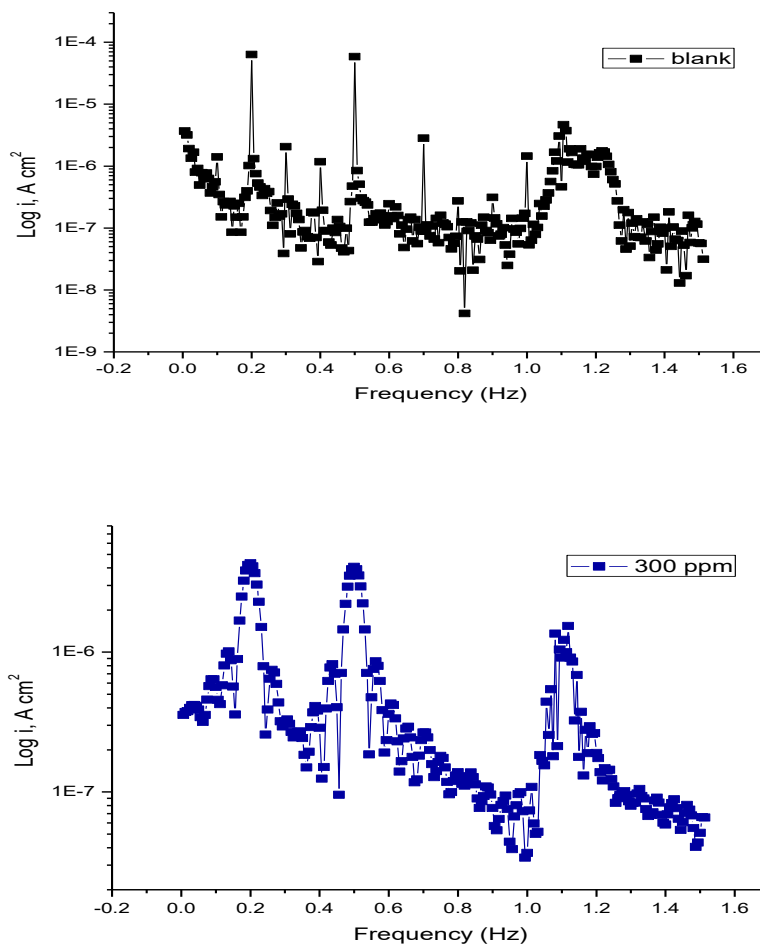 1E-4
1E-5
1E-6
1E-7
1E-8
1E-9
Log i, A cm²
blank
-0.2 0.0 0.2 0.4 0.6 0.8 1.0 1.2 1.4 1.6
Frequency (Hz)
1E-6
1E-7
Log i, A cm²
300 ppm
-0.2 0.0 0.2 0.4 0.6 0.8 1.0 1.2 1.4 1.6
Frequency (Hz)